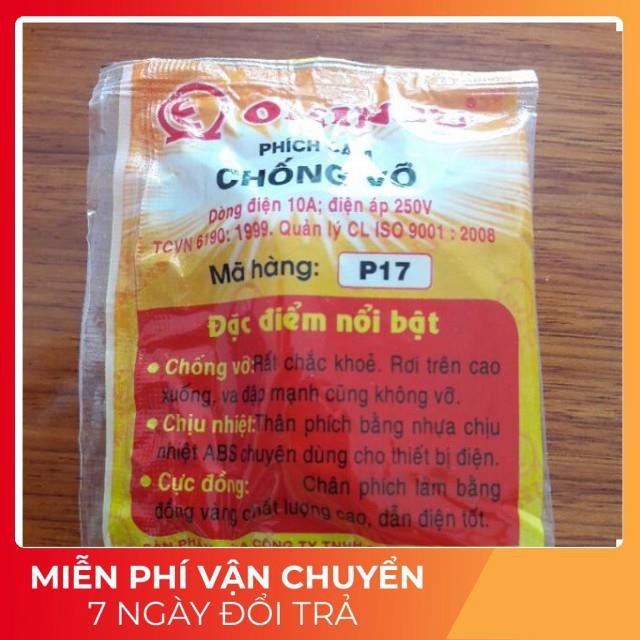 PHÍCH
CHỐNG VỠ
Dòng điện 10A; điện áp 250V
TCVN 6190: 1999. Quản lý CL ISO 9001 : 2008
Mã hàng: P17
Đặc điểm nổi bật
• Chống vỡ: Rất chắc khoẻ. Rơi trên cao
xuống, va đập mạnh cũng không vỡ.
• Chịu nhiệt: Thân phích bằng nhựa chịu
nhiệt ABS chuyên dùng cho thiết bị điện.
• Cực đồng: Chân phích làm bằng
đồng vàng chất lượng cao, dẫn điện tốt.
CÔNG TY TNHH
MIỄN PHÍ VẬN CHUYỂN
7 NGÀY ĐỔI TRẢ